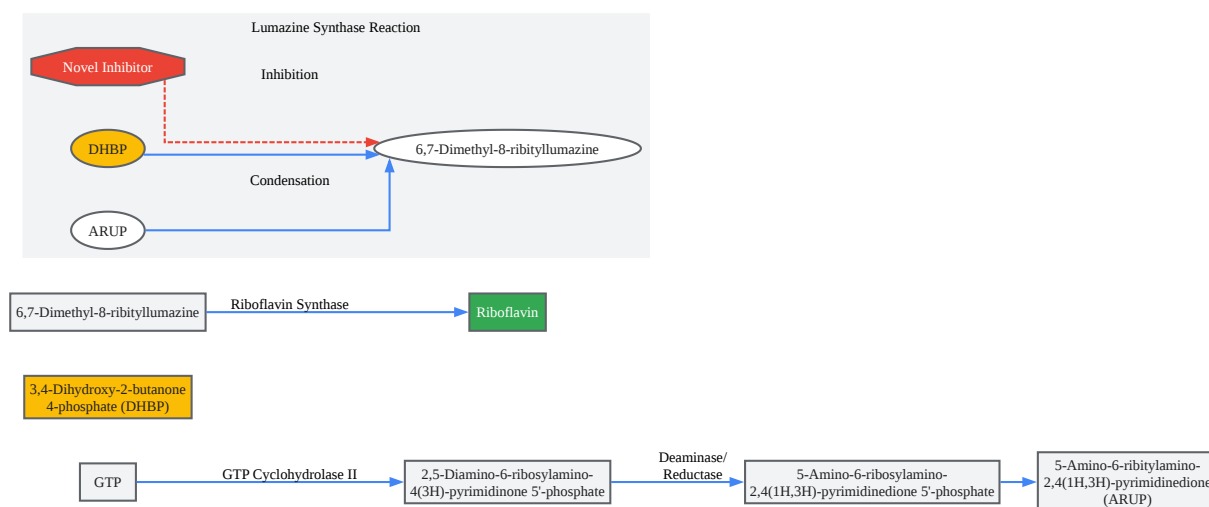 Lumazine Synthase Reaction
Novel Inhibitor
Inhibition
DHBP
6,7-Dimethyl-8-ribityllumazine
Condensation
ARUP
6,7-Dimethyl-8-ribityllumazine
Riboflavin Synthase
Riboflavin
3,4-Dihydroxy-2-butanone
4-phosphate (DHBP)
GTP
GTP Cyclohydrolase II
2,5-Diamino-6-ribosylamino-
4(3H)-pyrimidinone 5'-phosphate
Deaminase/
Reductase
5-Amino-6-ribosylamino-
2,4(1H,3H)-pyrimidinedione 5'-phosphate
5-Amino-6-ribitylamino-
2,4(1H,3H)-pyrimidinedione
(ARUP)